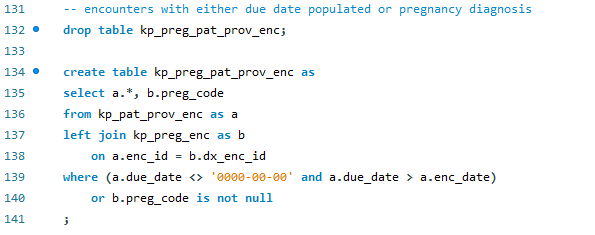 131 -- encounters with either due date populated or pregnancy diagnosis
132 drop table kp_preg_pat_prov_enc;
133
134 create table kp_preg_pat_prov_enc as
135 select a.*, b.preg_code
136 from kp_pat_prov_enc as a
137 left join kp_preg_enc as b
138 on a.enc_id = b.dx_enc_id
139 where (a.due_date <> '0000-00-00' and a.due_date > a.enc_date)
140 or b.preg_code is not null
141 ;